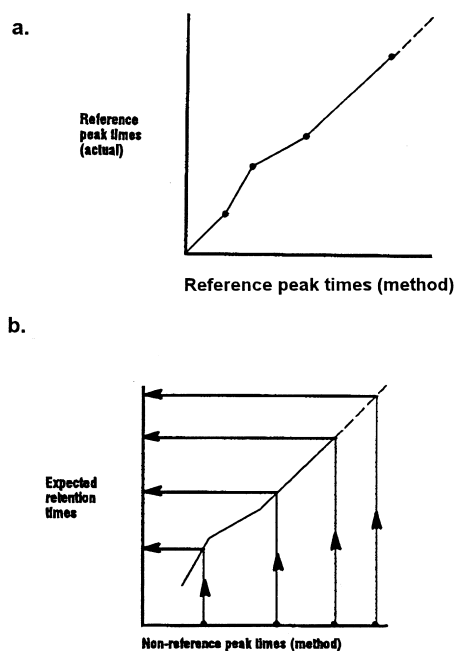 a.
Reference
peak times
(actual)
Reference peak times (method)
b.
Expected
retention
times
Non-reference peak times (method)